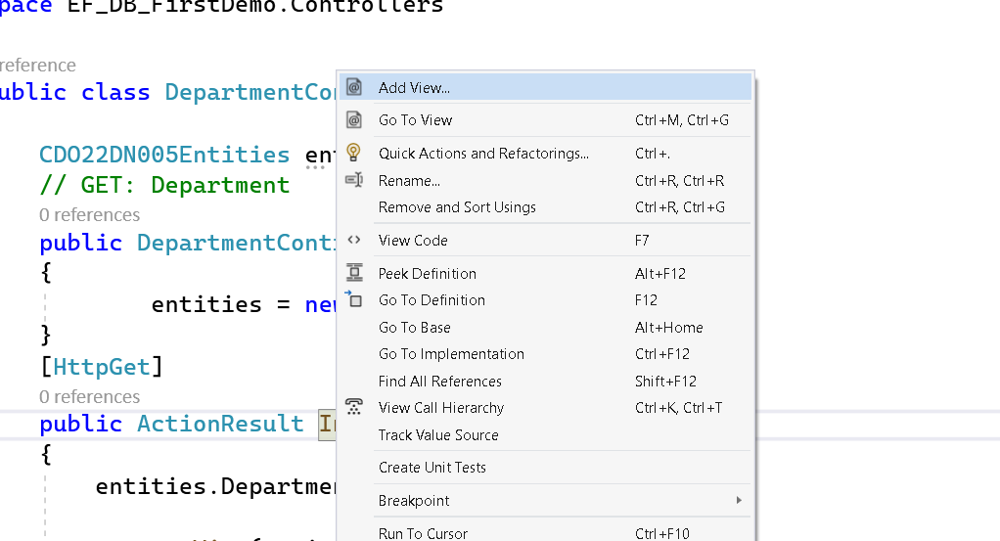 pace EF_DB_FirstDemo.Controllers
reference
ublic class DepartmentCon
CDO22DN005Entities ent
// GET: Department
0 references
public DepartmentConti
{
entities = new
}
[HttpGet]
0 references
public ActionResult In
{
entities.Departmen
Add View...
Go To View Ctrl+M, Ctrl+G
Quick Actions and Refactorings... Ctrl+.
Rename... Ctrl+R, Ctrl+R
Remove and Sort Usings Ctrl+R, Ctrl+G
View Code F7
Peek Definition Alt+F12
Go To Definition F12
Go To Base Alt+Home
Go To Implementation Ctrl+F12
Find All References Shift+F12
View Call Hierarchy Ctrl+K, Ctrl+T
Track Value Source
Create Unit Tests
Breakpoint
Run To Cursor Ctrl+F10